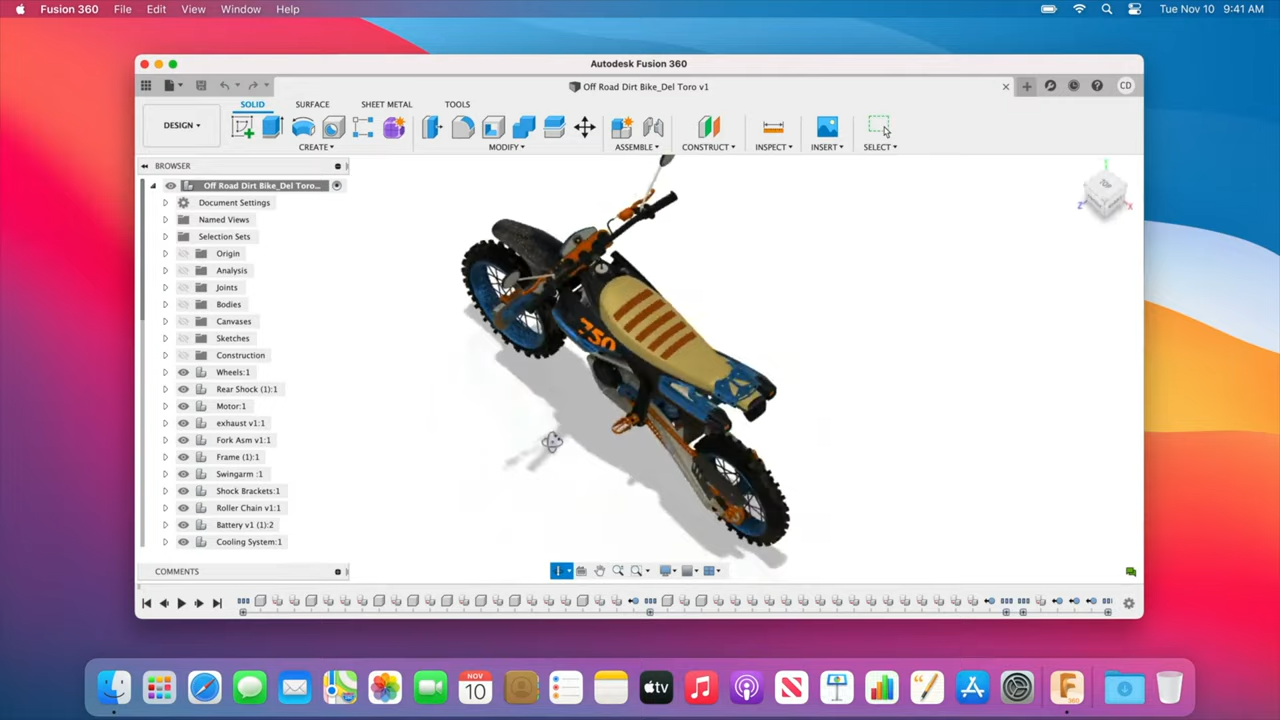 Fusion 360 File Edit View Window Help Tue Nov 10 9:41 AM
Autodesk Fusion 360
Off Road Dirt Bike_Del Toro v1
CD
SOLID SURFACE SHEET METAL TOOLS
DESIGN
CREATE MODIFY ASSEMBLE CONSTRUCT INSPECT INSERT SELECT
BROWSER
Off Road Dirt Bike_Del Toro...
Document Settings
Named Views
Selection Sets
Origin
Analysis
Joints
Bodies
Canvases
Sketches
Construction
Wheels:1
Rear Shock (1):1
Motor:1
exhaust v1:1
Fork Asm v1:1
Frame (1):1
Swingarm :1
Shock Brackets:1
Roller Chain v1:1
Battery v1 (1):2
Cooling System:1
350
Z
X
COMMENTS
NOV
10
tv
F
360